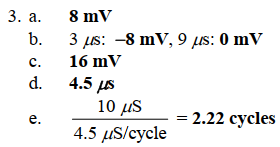 3. a. 8 mV
b. 3 μs: −8 mV, 9 μs: 0 mV
c. 16 mV
d. 4.5 μs
e. 10 μS / 4.5 μS/cycle = 2.22 cycles